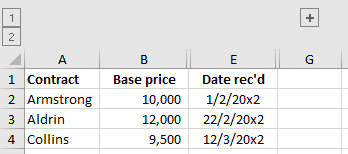 1
2
A B E G
1 Contract Base price Date rec'd
2 Armstrong 10,000 1/2/20x2
3 Aldrin 12,000 22/2/20x2
4 Collins 9,500 12/3/20x2